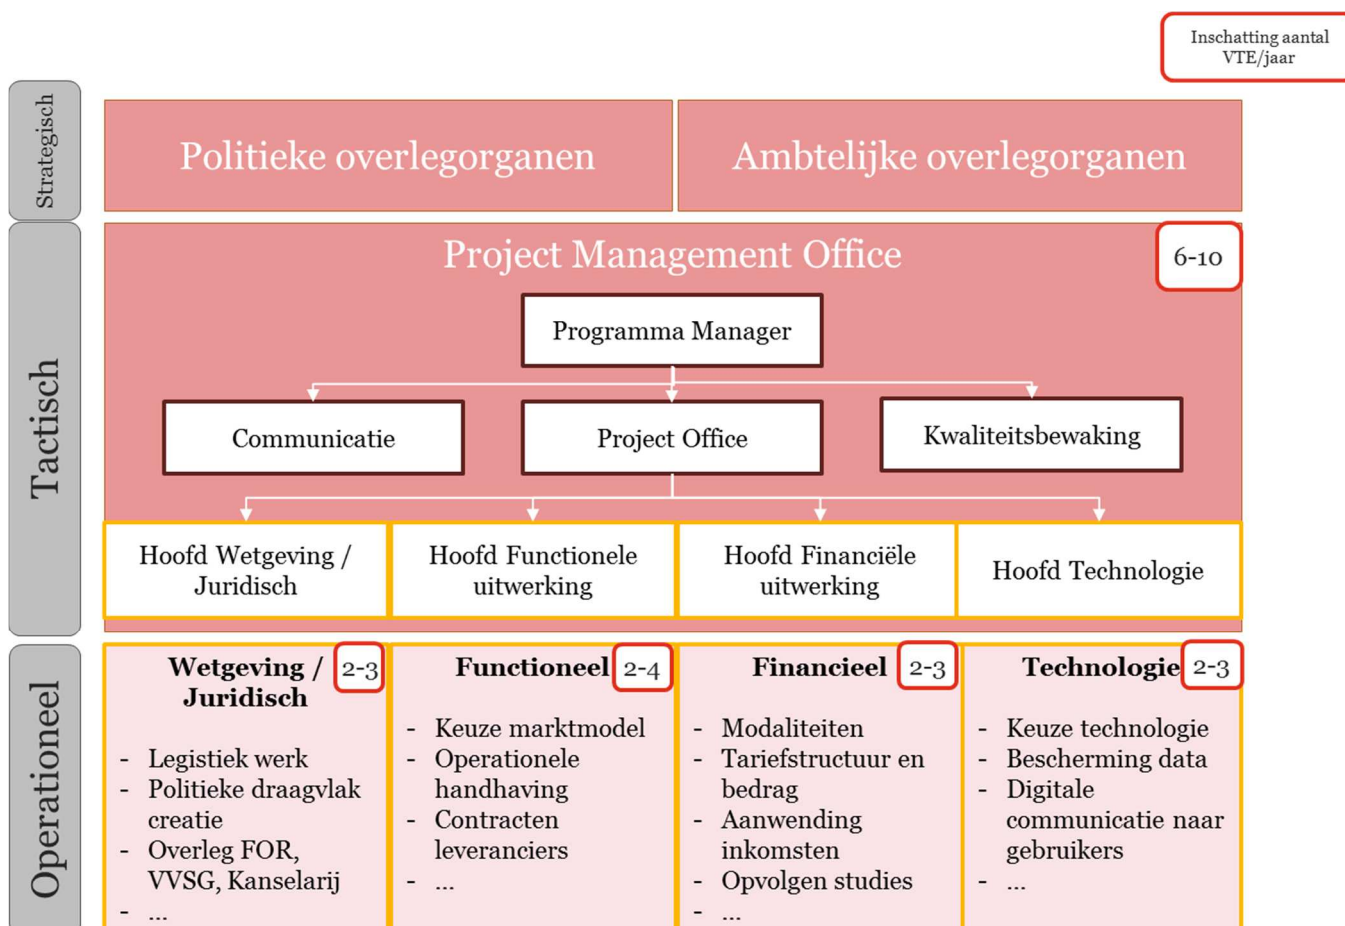 Inschatting aantal
VTE/jaar
Strategisch
Politieke overlegorganen
Ambtelijke overlegorganen
Tactisch
Project Management Office
6-10
Programma Manager
Communicatie
Project Office
Kwaliteitsbewaking
Hoofd Wetgeving /
Juridisch
Hoofd Functionele
uitwerking
Hoofd Financiële
uitwerking
Hoofd Technologie
Operationeel
Wetgeving /
Juridisch
2-3
- Legistiek werk
- Politieke draagvlak
creatie
- Overleg FOR,
VVSG, Kanselarij
- ...
Functioneel
2-4
- Keuze marktmodel
- Operationele
handhaving
- Contracten
leveranciers
- ...
Financieel
2-3
- Modaliteiten
- Tariefstructuur en
bedrag
- Aanwending
inkomsten
- Opvolgen studies
- ...
Technologie
2-3
- Keuze technologie
- Bescherming data
- Digitale
communicatie naar
gebruikers
- ...